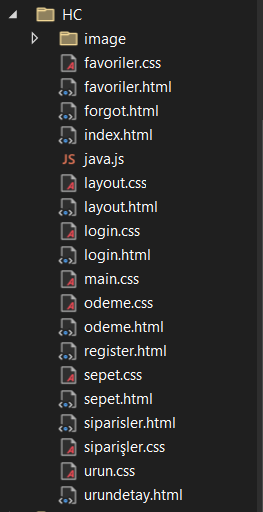 HC
image
favoriler.css
favoriler.html
forgot.html
index.html
JS java.js
layout.css
layout.html
login.css
login.html
main.css
odeme.css
odeme.html
register.html
sepet.css
sepet.html
siparisler.html
siparişler.css
urun.css
urundetay.html